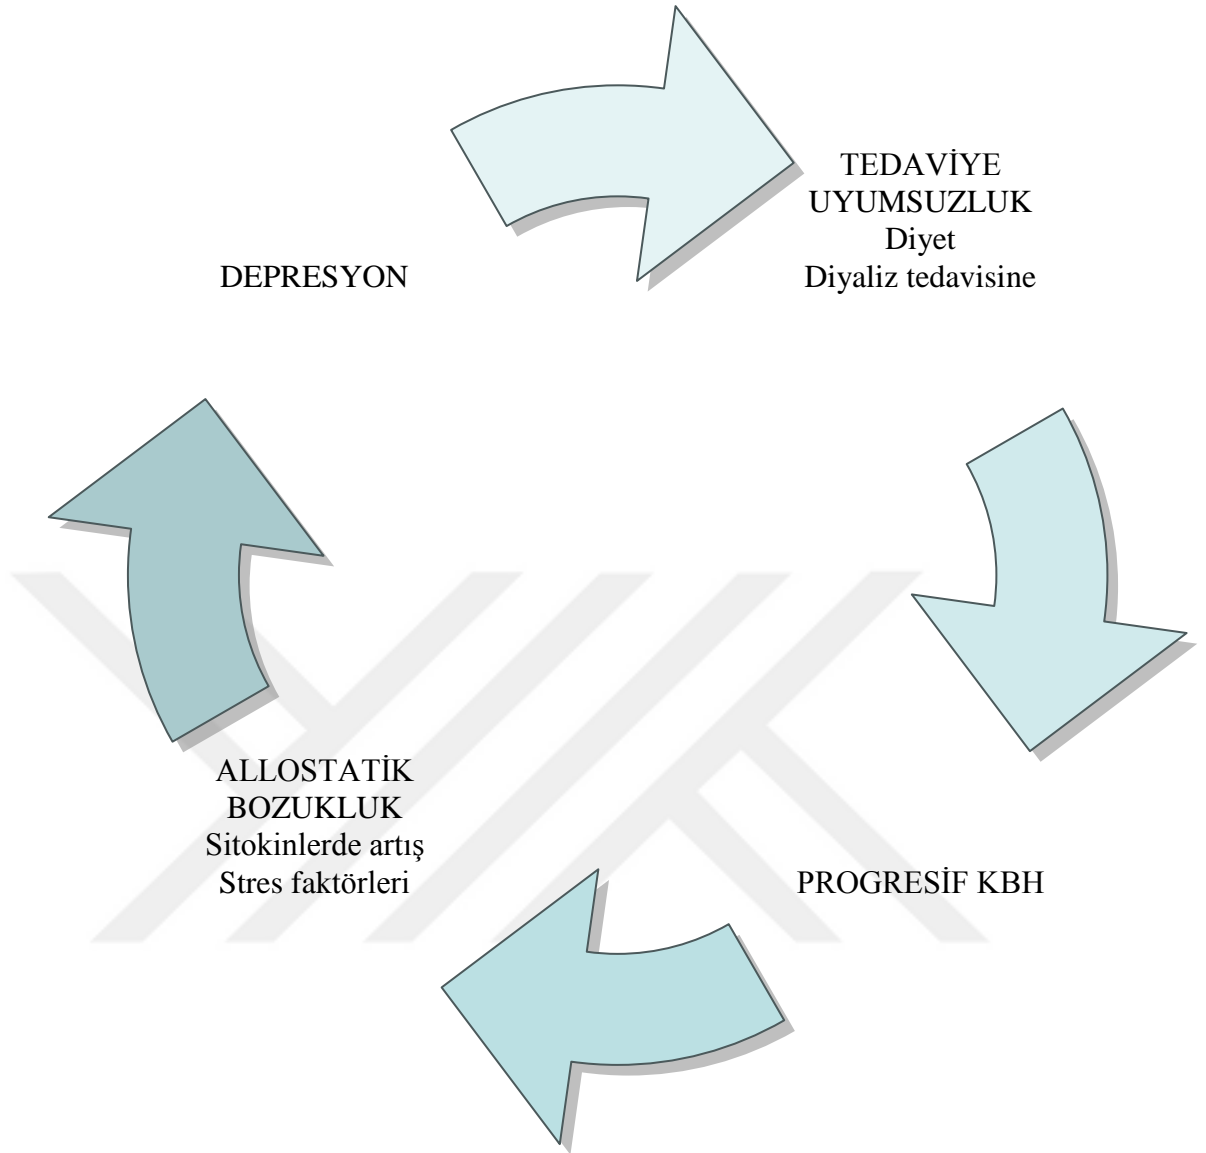 TEDAVİYE
UYUMSUZLUK
Diyet
Diyaliz tedavisine
DEPRESYON
ALLOSTATİK
BOZUKLUK
Sitokinlerde artış
Stres faktörleri
PROGRESİF KBH